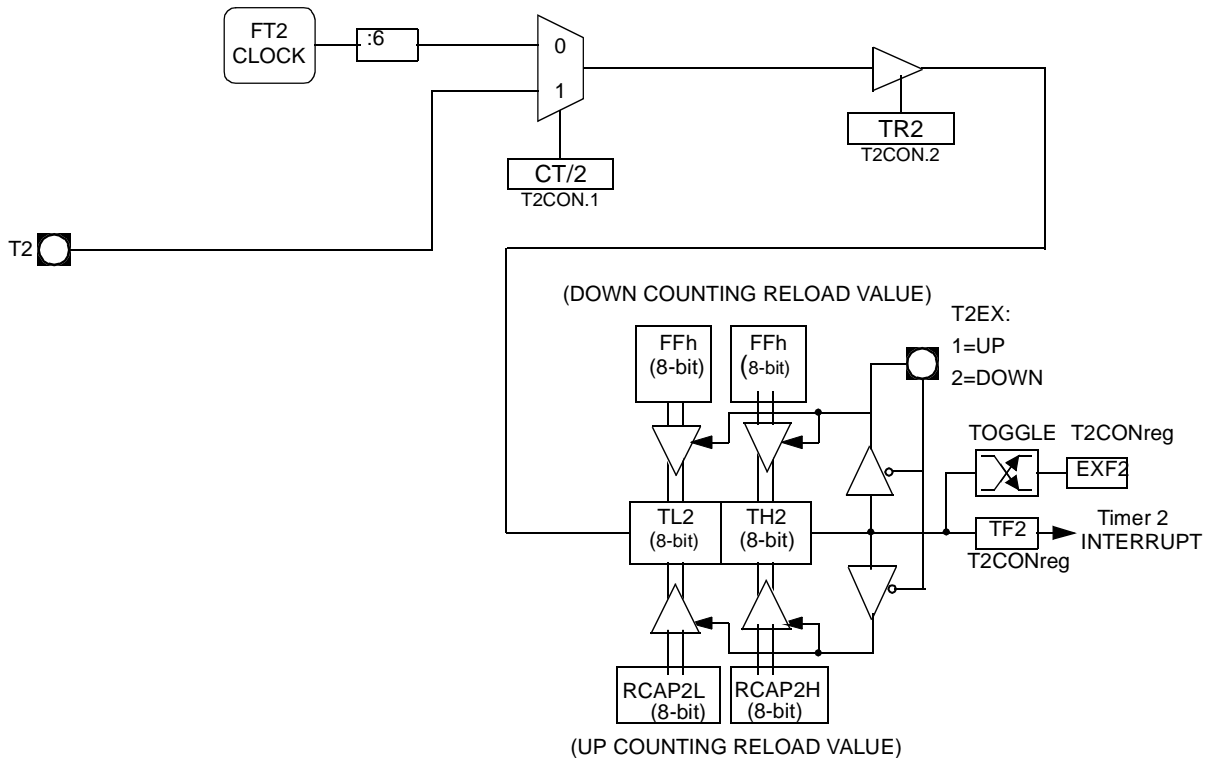 FT2
CLOCK
:6
0
1
TR2
T2CON.2
CT/2
T2CON.1
T2
(DOWN COUNTING RELOAD VALUE)
T2EX:
1=UP
2=DOWN
FFh
(8-bit)
FFh
(8-bit)
TOGGLE T2CONreg
EXF2
TL2
(8-bit)
TH2
(8-bit)
TF2
T2CONreg
Timer 2
INTERRUPT
RCAP2L
(8-bit)
RCAP2H
(8-bit)
(UP COUNTING RELOAD VALUE)